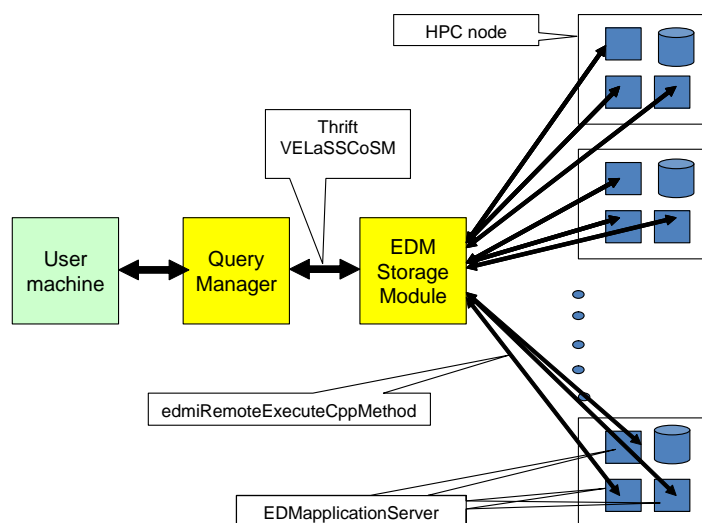 HPC node
Thrift
VELaSSCoSM
User
machine
Query
Manager
EDM
Storage
Module
edmiRemoteExecuteCppMethod
EDMapplicationServer